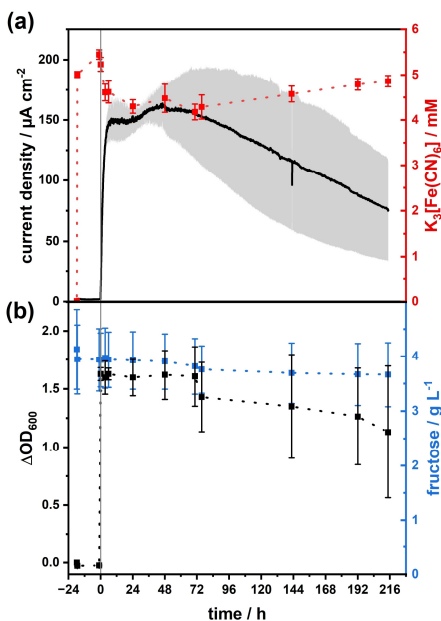 (a)
200
150
100
50
0
current density / µA cm⁻²
6
5
4
3
2
1
0
K₃[Fe(CN)₆] / mM
(b)
2.0
1.5
1.0
0.5
0.0
ΔOD₆₀₀
5
4
3
2
1
0
fructose / g L⁻¹
−24 0 24 48 72 96 120 144 168 192 216
time / h